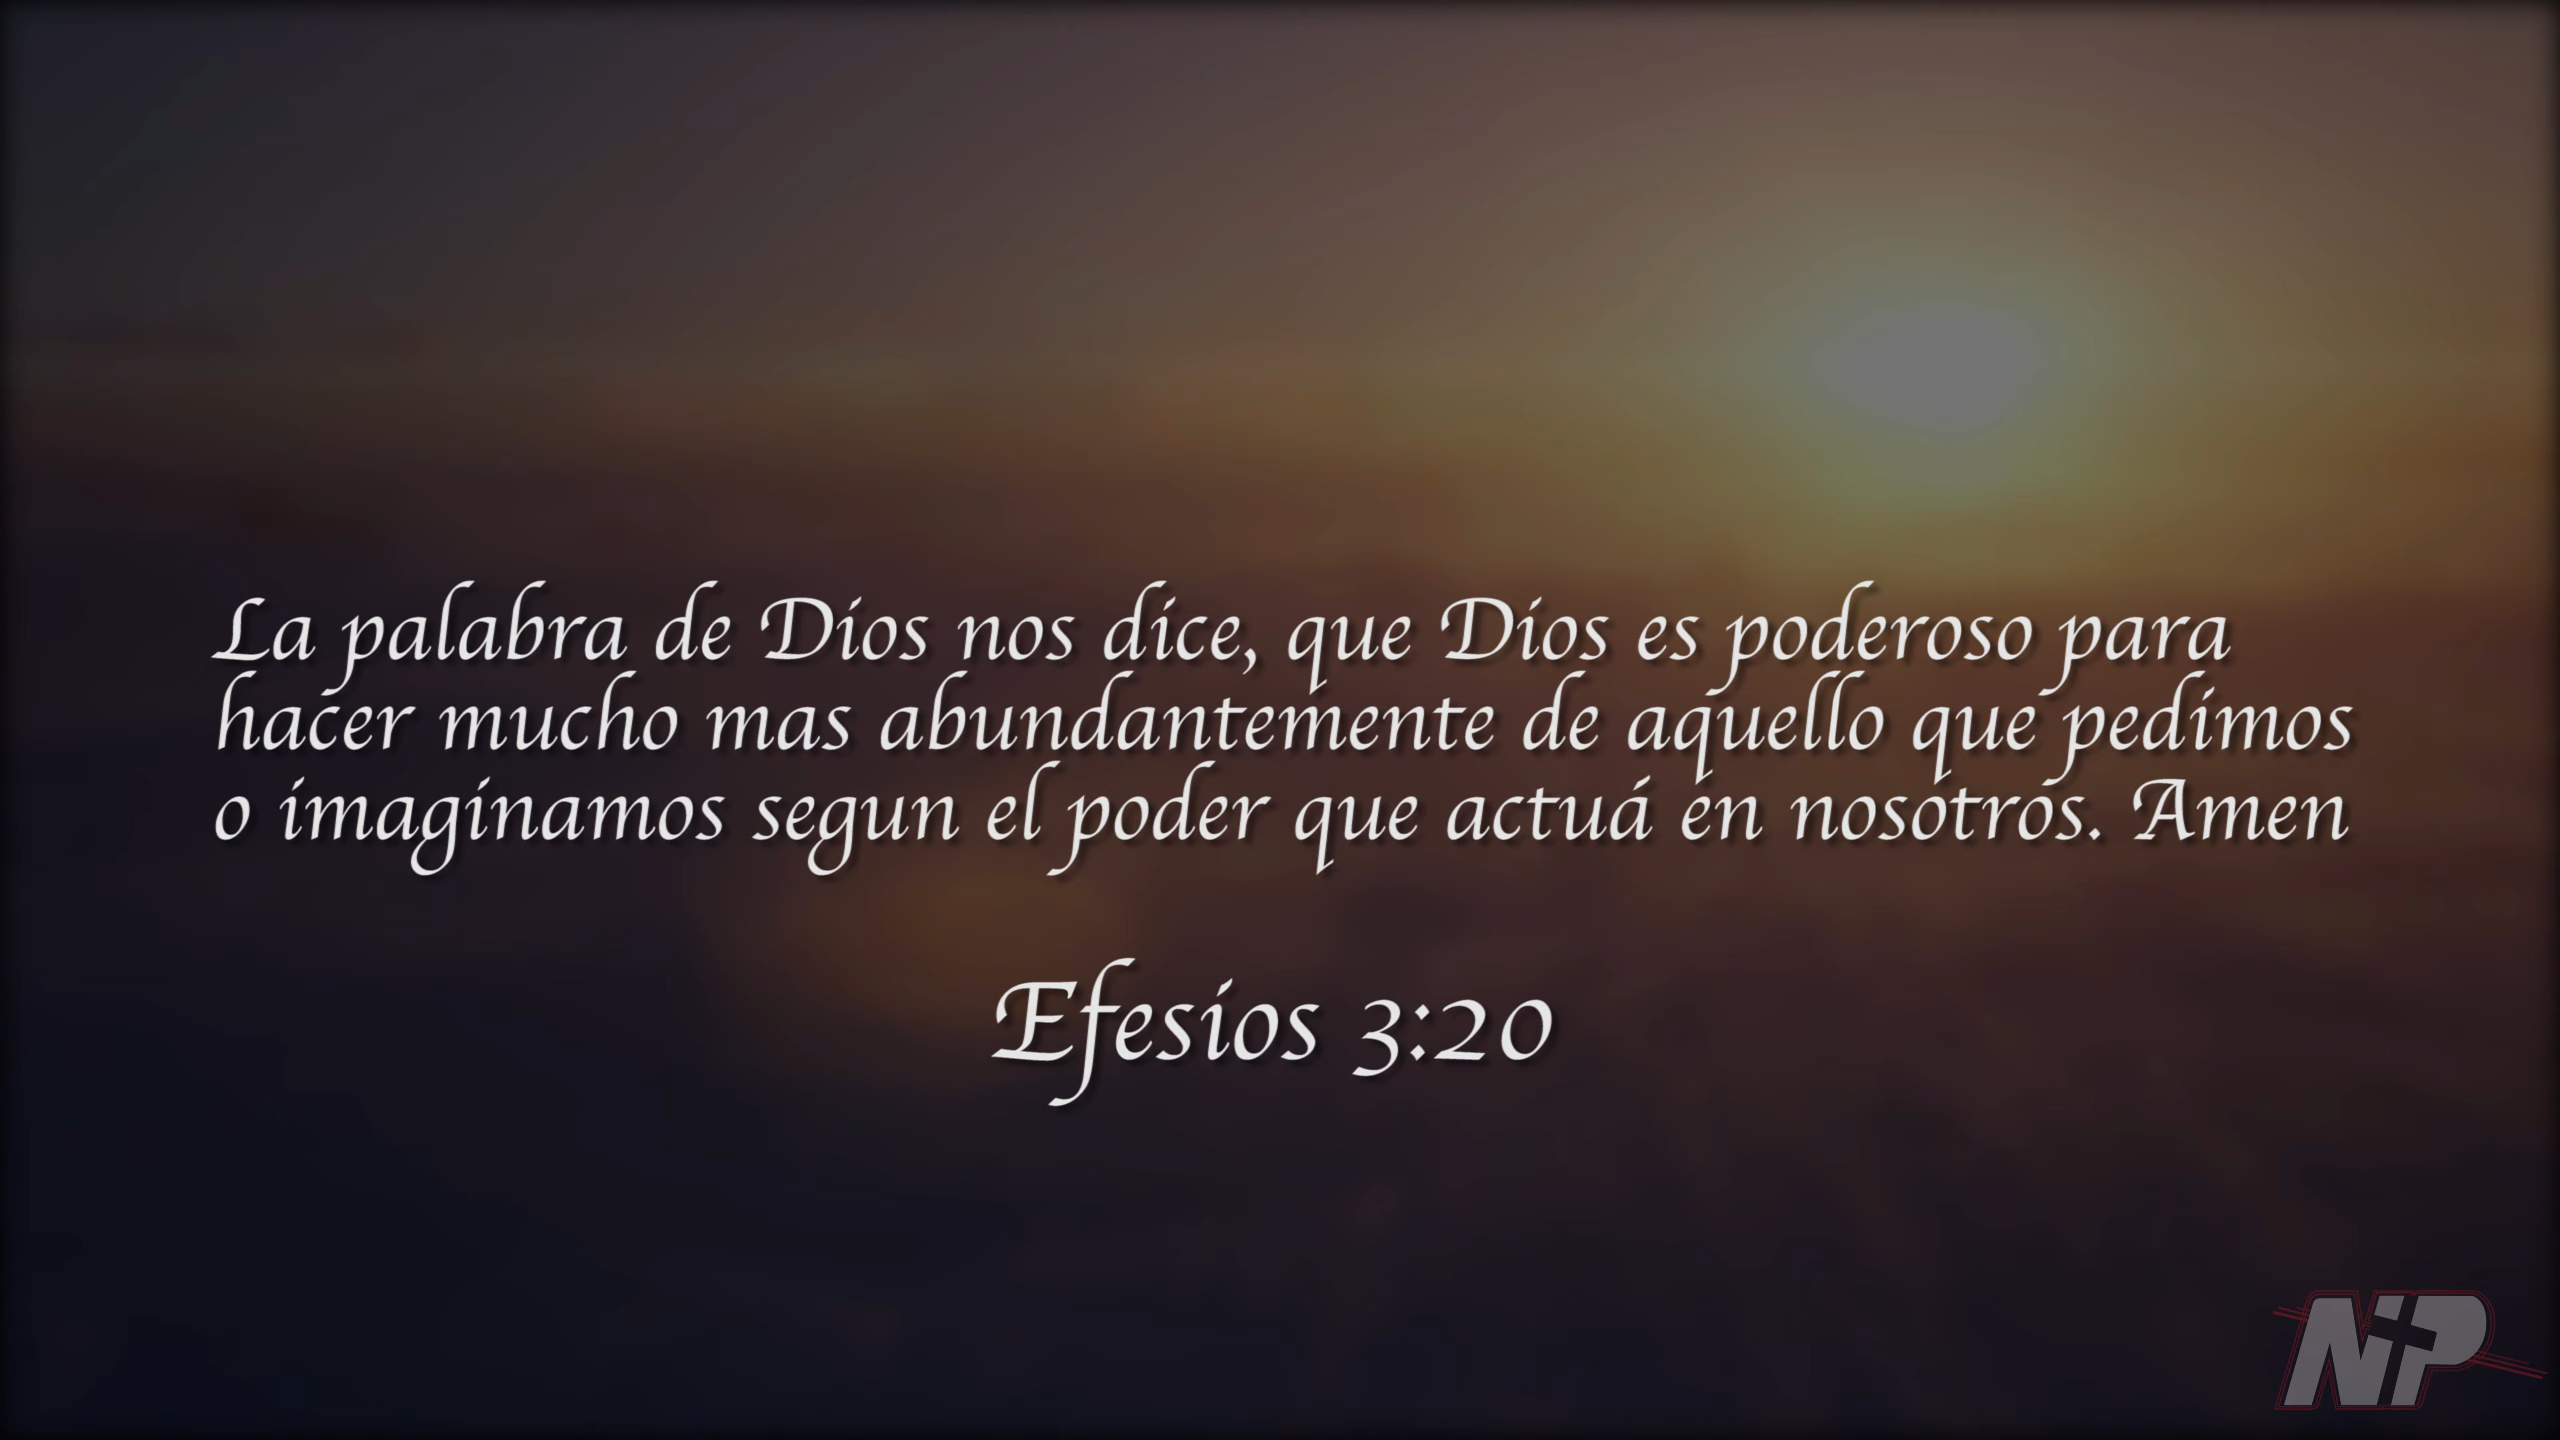 La palabra de Dios nos dice, que Dios es poderoso para
hacer mucho mas abundantemente de aquello que pedimos
o imaginamos segun el poder que actuá en nosotros. Amen
Efesios 3:20
NP